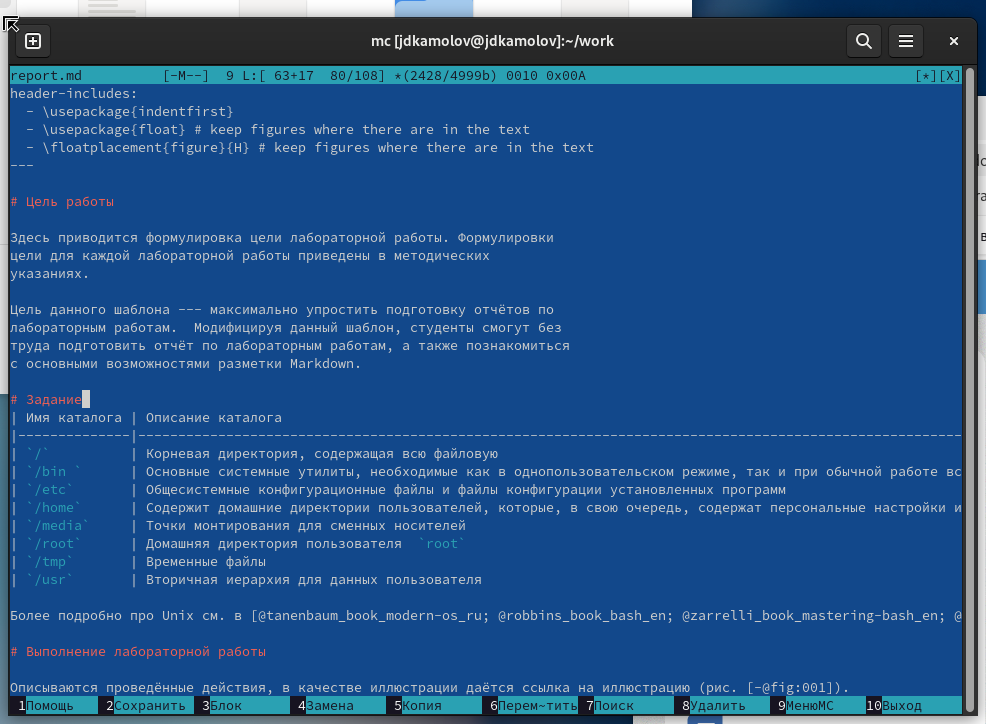 mc [jdkamolov@jdkamolov]:~/work
report.md [-M--] 9 L:[ 63+17 80/108] *(2428/4999b) 0010 0x00A [*][X]
header-includes:
- \usepackage{indentfirst}
- \usepackage{float} # keep figures where there are in the text
- \floatplacement{figure}{H} # keep figures where there are in the text
---
# Цель работы
Здесь приводится формулировка цели лабораторной работы. Формулировки
цели для каждой лабораторной работы приведены в методических
указаниях.
Цель данного шаблона --- максимально упростить подготовку отчётов по
лабораторным работам.  Модифицируя данный шаблон, студенты смогут без
труда подготовить отчёт по лабораторным работам, а также познакомиться
с основными возможностями разметки Markdown.
# Задание
| Имя каталога | Описание каталога
|--------------|-------------------------------------------------------------------------------------------------------
| `/` | Корневая директория, содержащая всю файловую
| `/bin ` | Основные системные утилиты, необходимые как в однопользовательском режиме, так и при обычной работе вс
| `/etc` | Общесистемные конфигурационные файлы и файлы конфигурации установленных программ
| `/home` | Содержит домашние директории пользователей, которые, в свою очередь, содержат персональные настройки и
| `/media` | Точки монтирования для сменных носителей
| `/root` | Домашняя директория пользователя  `root`
| `/tmp` | Временные файлы
| `/usr` | Вторичная иерархия для данных пользователя
Более подробно про Unix см. в [@tanenbaum_book_modern-os_ru; @robbins_book_bash_en; @zarrelli_book_mastering-bash_en; @
# Выполнение лабораторной работы
Описываются проведённые действия, в качестве иллюстрации даётся ссылка на иллюстрацию (рис. [-@fig:001]).
1Помощь 2Сохранить 3Блок 4Замена 5Копия 6Перем~тить 7Поиск 8Удалить 9МенюMC 10Выход